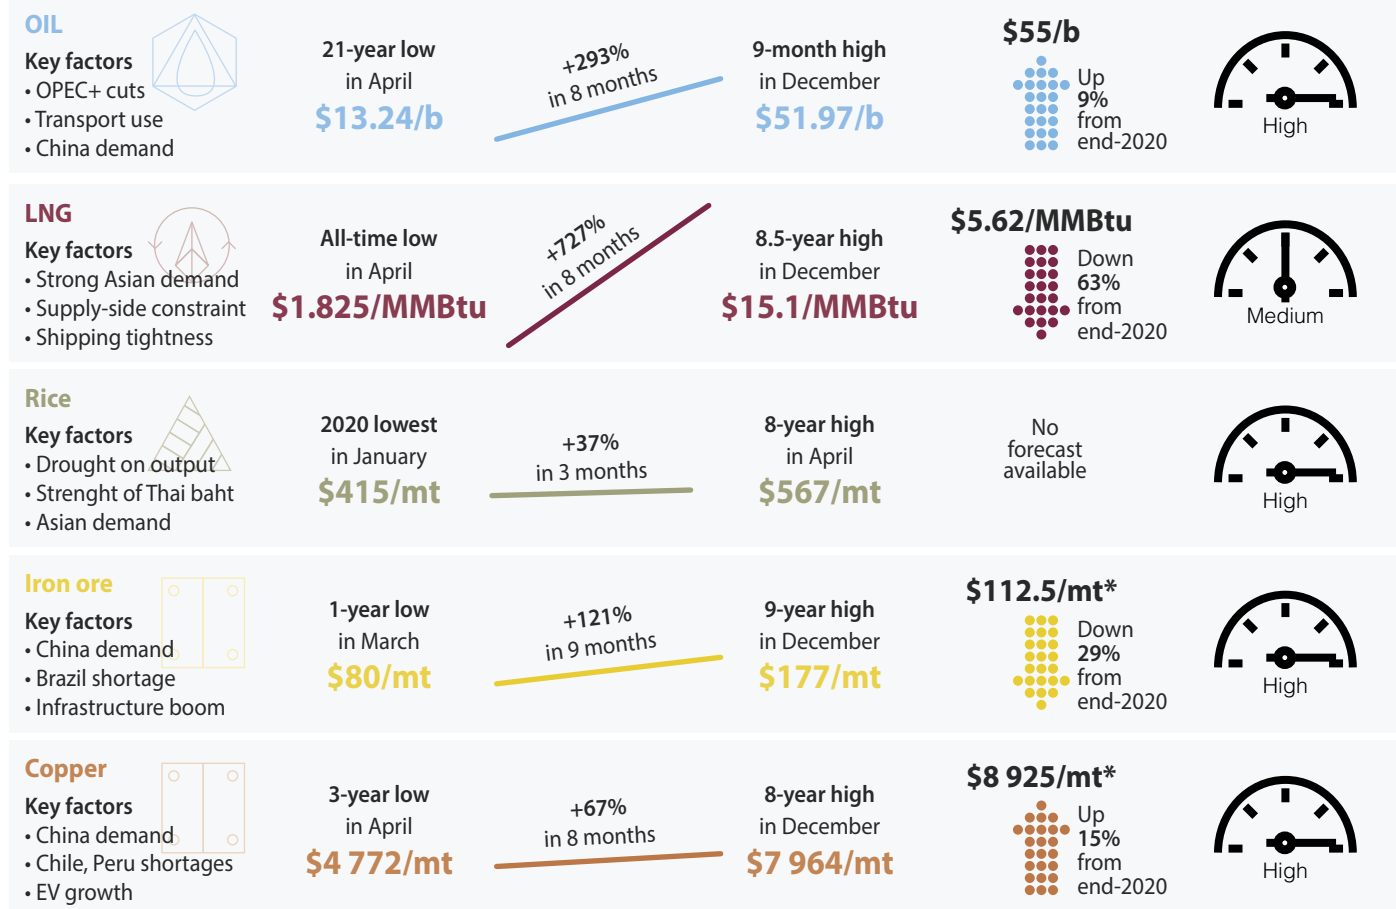 OIL
Key factors
• OPEC+ cuts
• Transport use
• China demand
21-year low
in April
$13.24/b
+293%
in 8 months
9-month high
in December
$51.97/b
$55/b
Up
9%
from
end-2020
High
LNG
Key factors
• Strong Asian demand
• Supply-side constraint
• Shipping tightness
All-time low
in April
$1.825/MMBtu
+727%
in 8 months
8.5-year high
in December
$15.1/MMBtu
$5.62/MMBtu
Down
63%
from
end-2020
Medium
Rice
Key factors
• Drought on output
• Strenght of Thai baht
• Asian demand
2020 lowest
in January
$415/mt
+37%
in 3 months
8-year high
in April
$567/mt
No
forecast
available
High
Iron ore
Key factors
• China demand
• Brazil shortage
• Infrastructure boom
1-year low
in March
$80/mt
+121%
in 9 months
9-year high
in December
$177/mt
$112.5/mt*
Down
29%
from
end-2020
High
Copper
Key factors
• China demand
• Chile, Peru shortages
• EV growth
3-year low
in April
$4 772/mt
+67%
in 8 months
8-year high
in December
$7 964/mt
$8 925/mt*
Up
15%
from
end-2020
High